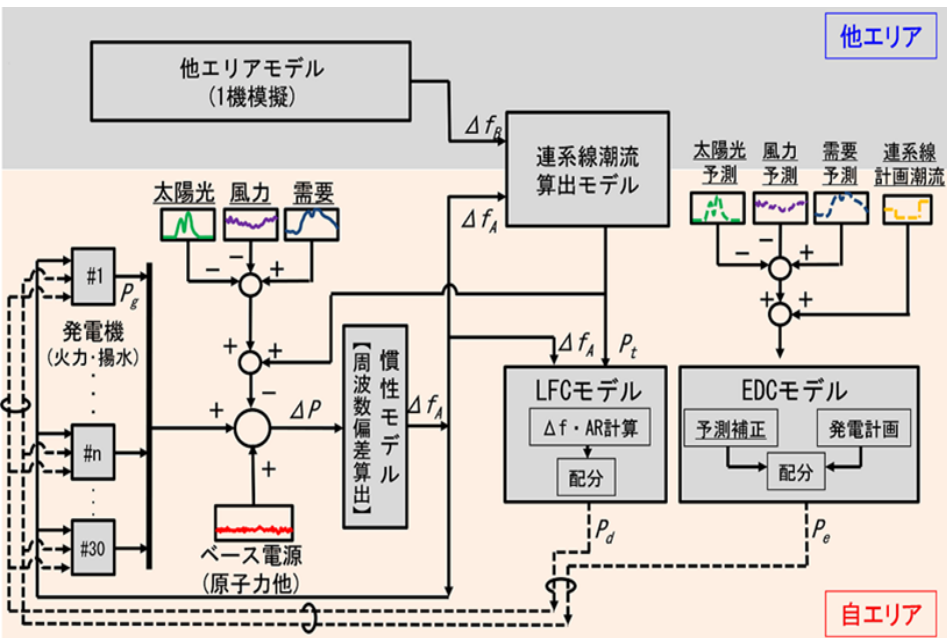 他エリア
他エリアモデル
(1機模擬)
Δf_B
連系線潮流
算出モデル
太陽光
予測
風力
予測
需要
予測
連系線
計画潮流
太陽光
風力
需要
Δf_A
−
−
+
−
−
+
#1
P_g
発電機
(火力・揚水)
+
+
+
+
慣性モデル
【周波数偏差算出】
Δf_A
P_t
LFCモデル
Δf・AR計算
配分
EDCモデル
予測補正
発電計画
配分
−
+
ΔP
Δf_A
+
#n
#30
ベース電源
(原子力他)
P_d
P_e
自エリア